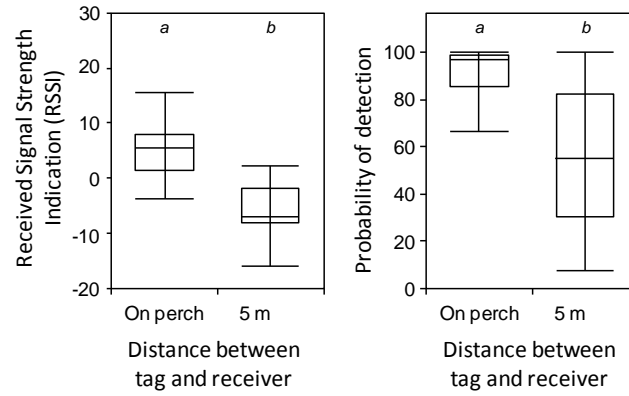 Received Signal Strength
Indication (RSSI)
30
20
10
0
-10
-20
a
b
On perch
5 m
Distance between
tag and receiver
Probability of detection
100
80
60
40
20
0
a
b
On perch
5 m
Distance between
tag and receiver